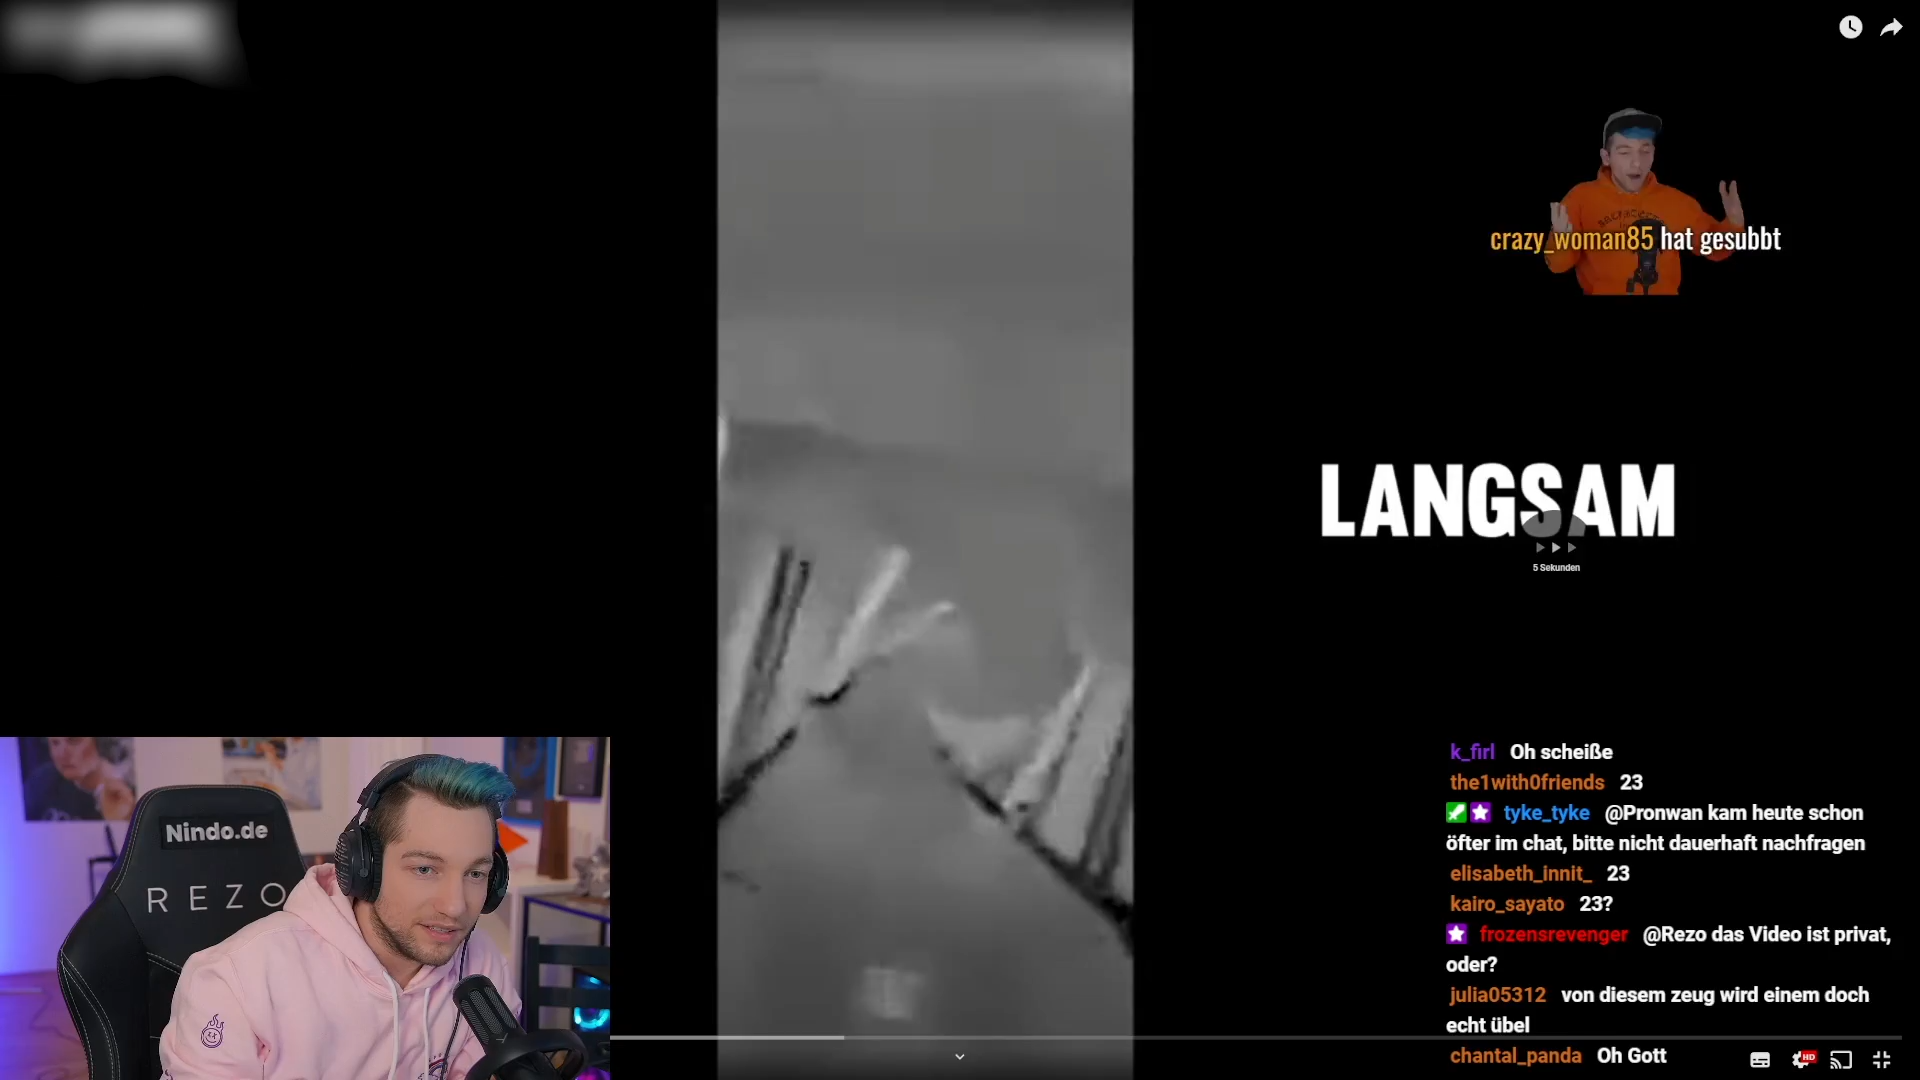 crazy_woman85 hat gesubbt
LANGSAM
5 Sekunden
Nindo.de
REZO
k_firl Oh scheiße
the1with0friends 23
tyke_tyke @Pronwan kam heute schon
öfter im chat, bitte nicht dauerhaft nachfragen
elisabeth_innit_ 23
kairo_sayato 23?
frozensrevenger @Rezo das Video ist privat,
oder?
julia05312 von diesem zeug wird einem doch
echt übel
chantal_panda Oh Gott
HD